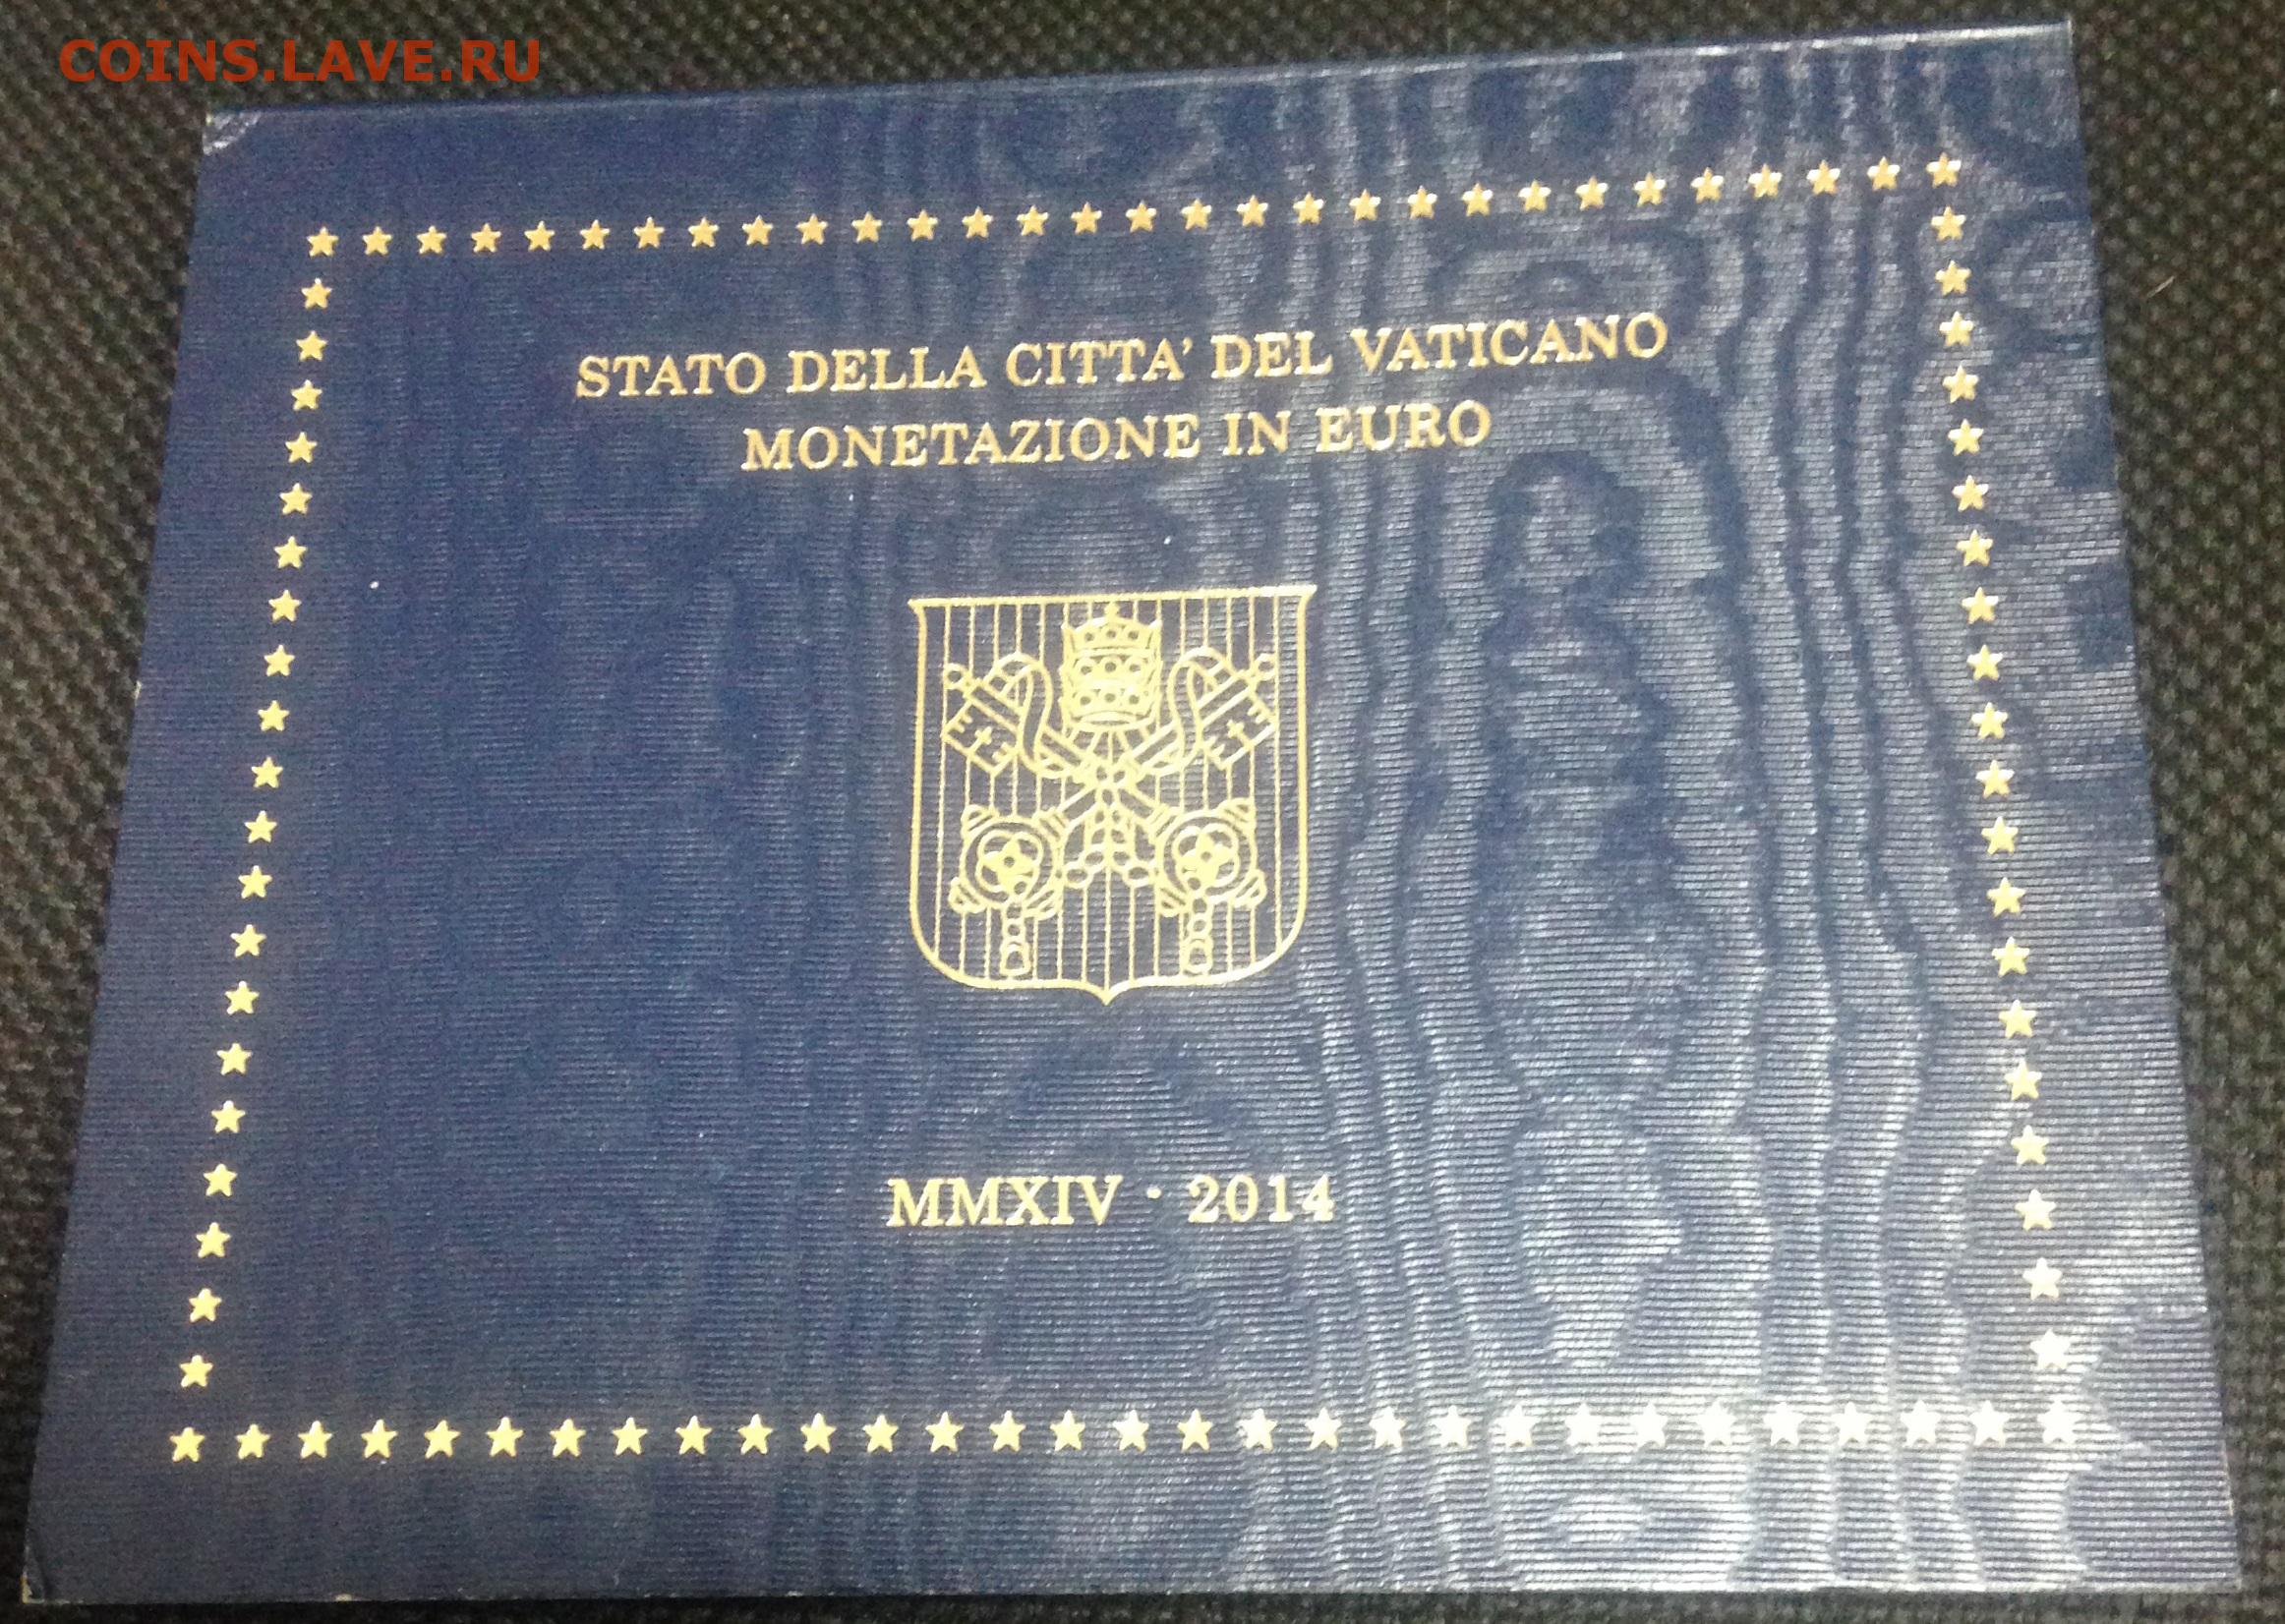 COINS.LAVE.RU
STATO DELLA CITTA' DEL VATICANO
MONETAZIONE IN EURO
MMXIV · 2014